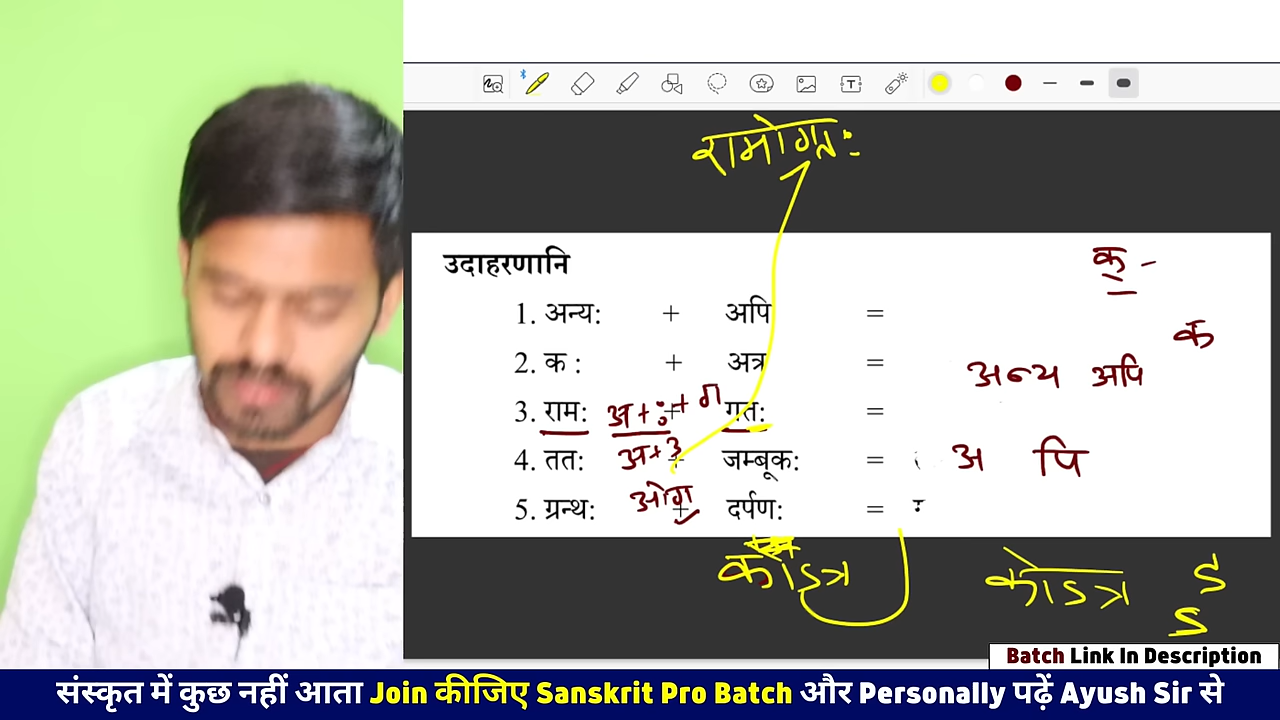 रामोगतः
उदाहरणानि
क् -
1. अन्य: + अपि =
क
2. क : + अत्र =
अन्य अपि
3. राम: अ+ः + ग + गत: =
4. तत: अ+उ + जम्बूक: =
अ पि
5. ग्रन्थ: ओग + दर्पण: =
कोऽत्र
कोऽत्र ऽ
ऽ
Batch Link In Description
संस्कृत में कुछ नहीं आता Join कीजिए Sanskrit Pro Batch और Personally पढ़ें Ayush Sir से